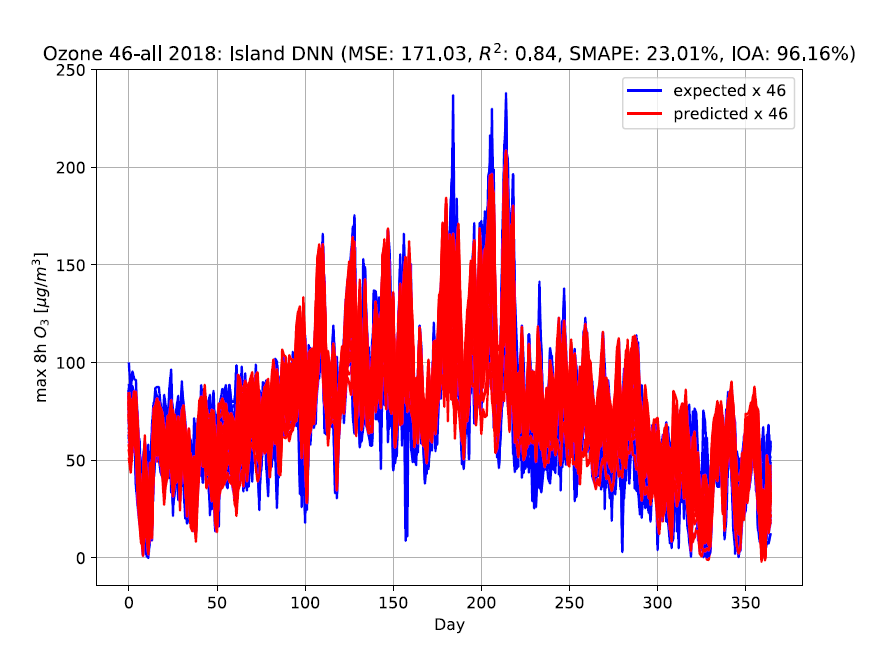 Ozone 46-all 2018: Island DNN (MSE: 171.03, R²: 0.84, SMAPE: 23.01%, IOA: 96.16%)
expected x 46
predicted x 46
max 8h O₃ [μg/m³]
250
200
150
100
50
0
0 50 100 150 200 250 300 350
Day